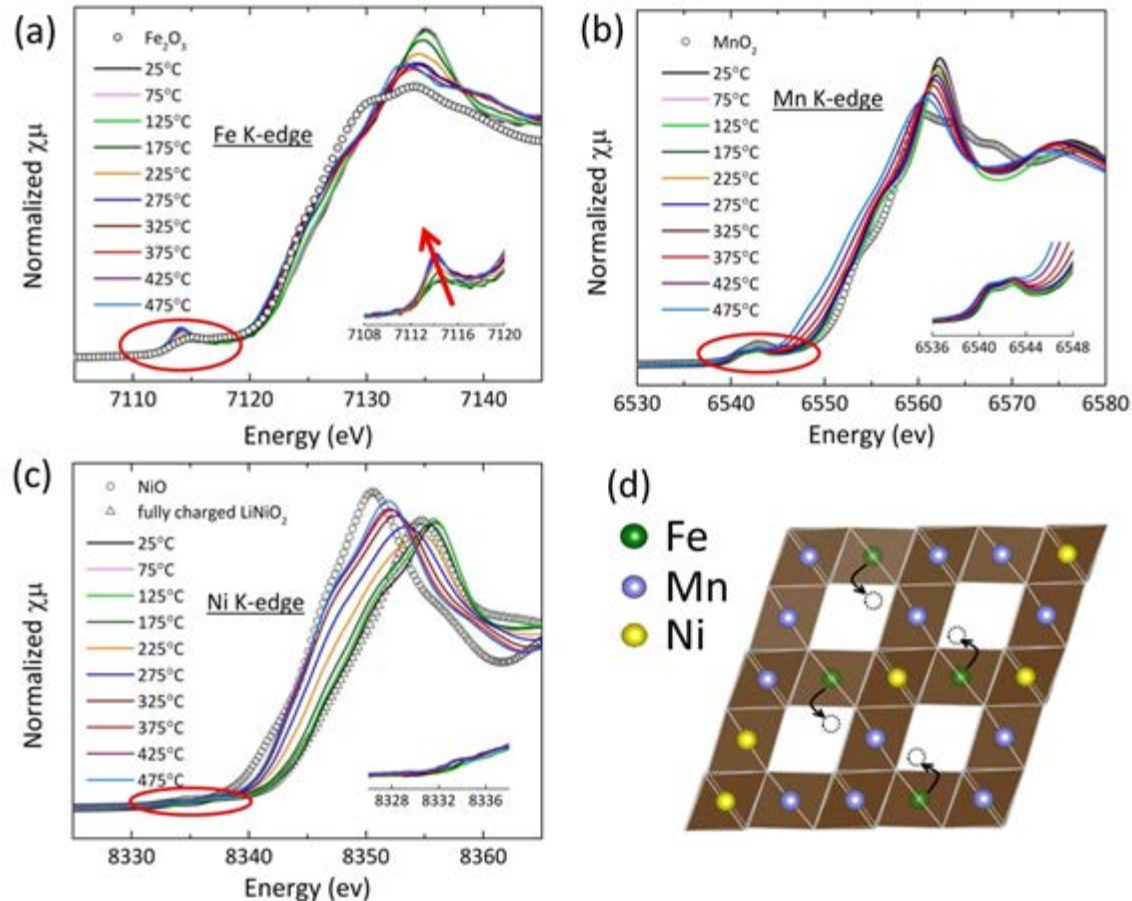 (a)
Fe₂O₃
25°C
75°C
125°C
175°C
225°C
275°C
325°C
375°C
425°C
475°C
Fe K-edge
Normalized χμ
7108 7112 7116 7120
7110 7120 7130 7140
Energy (eV)
(b)
MnO₂
25°C
75°C
125°C
175°C
225°C
275°C
325°C
375°C
425°C
475°C
Mn K-edge
Normalized χμ
6536 6540 6544 6548
6530 6540 6550 6560 6570 6580
Energy (ev)
(c)
NiO
fully charged LiNiO₂
25°C
75°C
125°C
175°C
225°C
275°C
325°C
375°C
425°C
475°C
Ni K-edge
Normalized χμ
8328 8332 8336
8330 8340 8350 8360
Energy (ev)
(d)
Fe
Mn
Ni